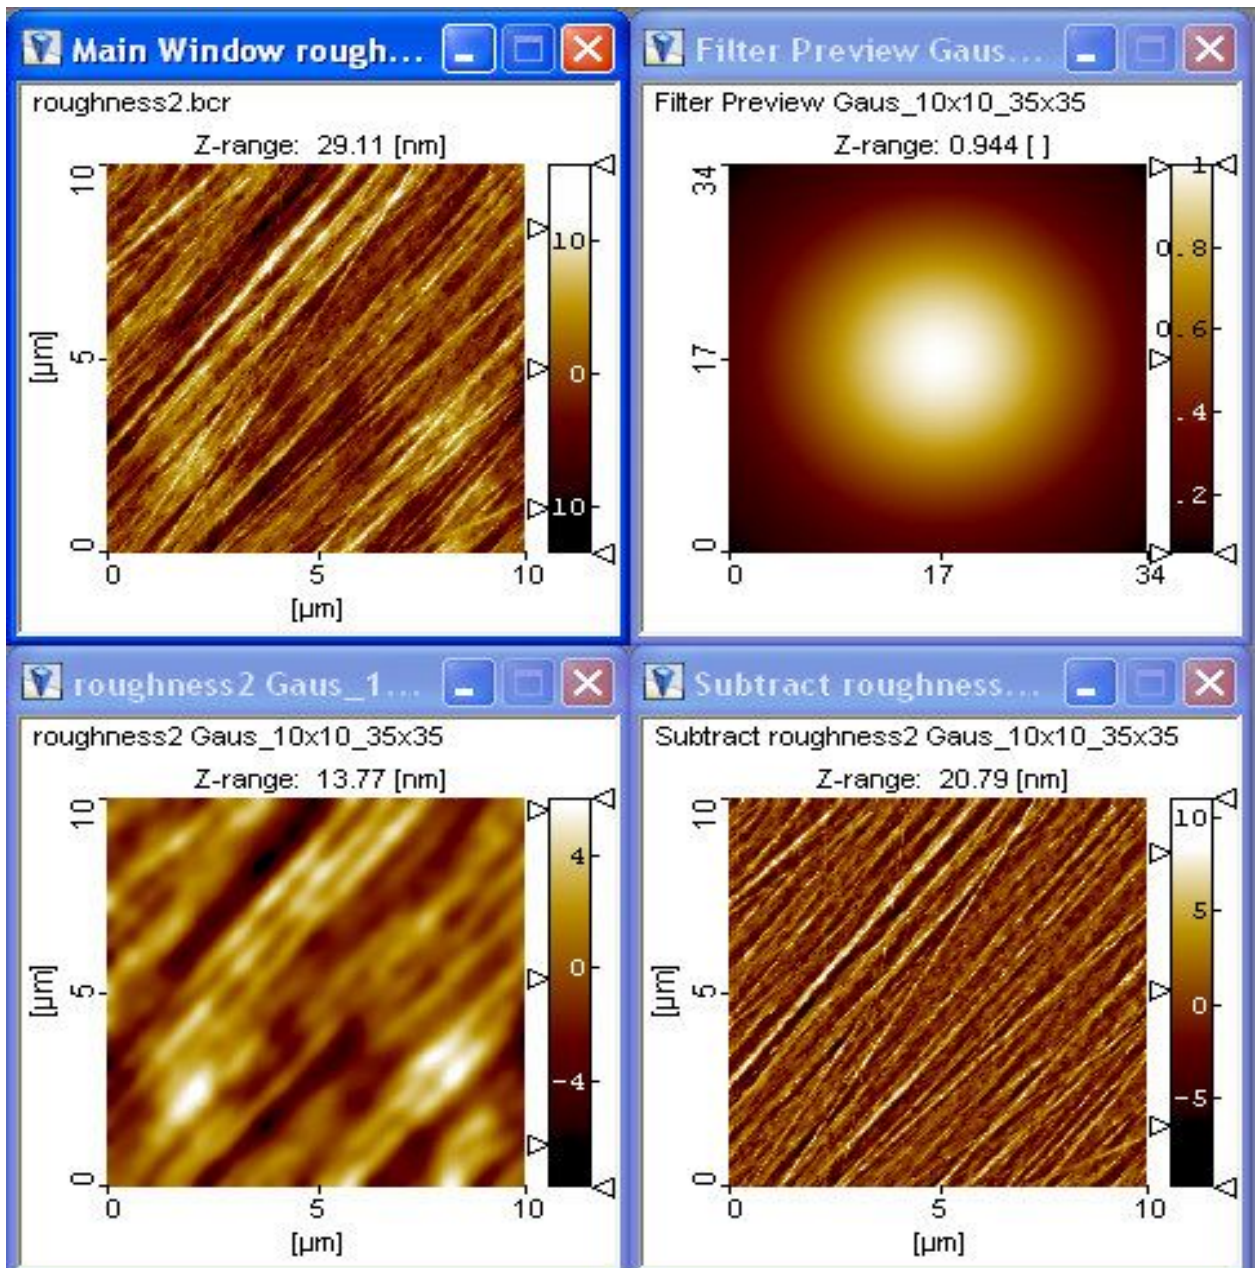 Main Window rough...
roughness2.bcr
Z-range: 29.11 [nm]
10
5
0
[µm]
10
0
10
0 5 10
[µm]
Filter Preview Gaus...
Filter Preview Gaus_10x10_35x35
Z-range: 0.944 [ ]
34
17
0
1
0.8
0.6
.4
.2
0 17 34
roughness2 Gaus_1...
roughness2 Gaus_10x10_35x35
Z-range: 13.77 [nm]
10
5
0
[µm]
4
0
-4
0 5 10
[µm]
Subtract roughness...
Subtract roughness2 Gaus_10x10_35x35
Z-range: 20.79 [nm]
10
5
0
[µm]
10
5
0
-5
0 5 10
[µm]